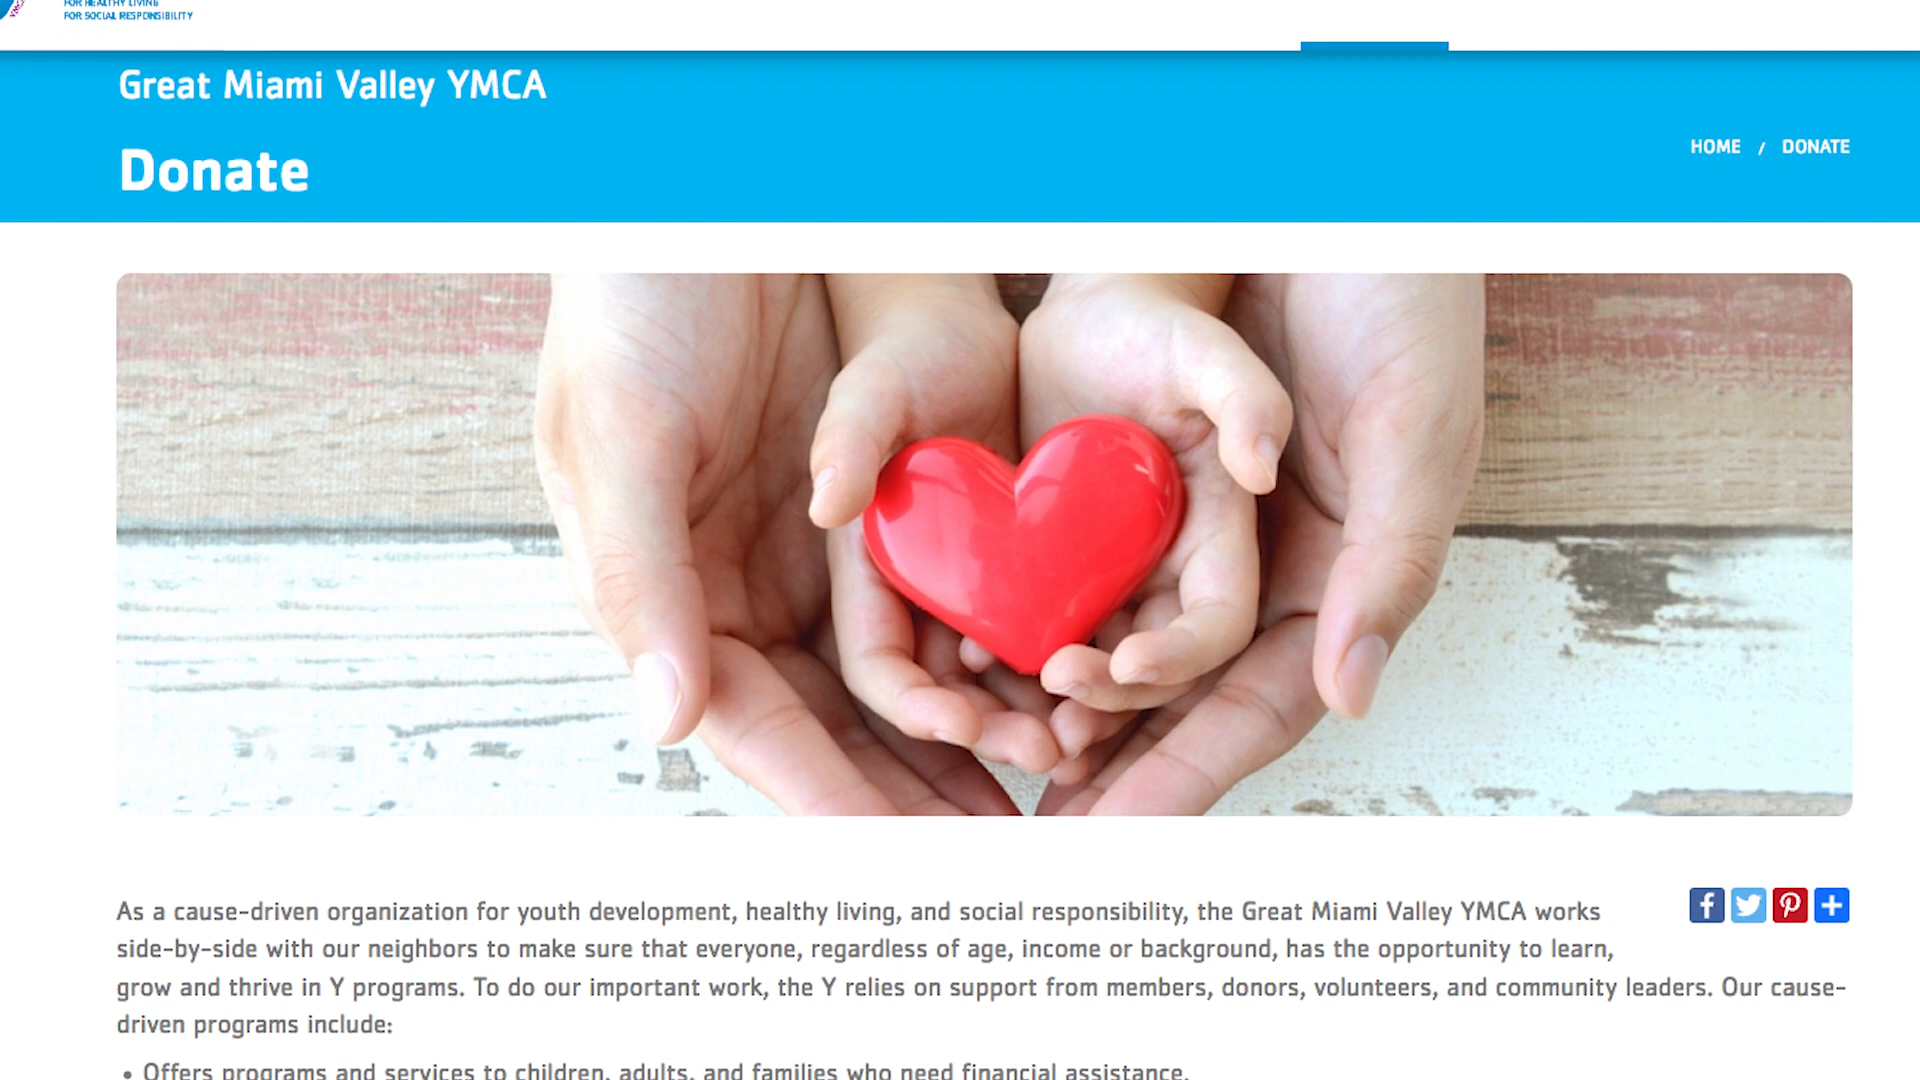 FOR HEALTHY LIVING
FOR SOCIAL RESPONSIBILITY
Great Miami Valley YMCA
Donate
HOME / DONATE
As a cause-driven organization for youth development, healthy living, and social responsibility, the Great Miami Valley YMCA works
side-by-side with our neighbors to make sure that everyone, regardless of age, income or background, has the opportunity to learn,
grow and thrive in Y programs. To do our important work, the Y relies on support from members, donors, volunteers, and community leaders. Our cause-
driven programs include:
• Offers programs and services to children, adults, and families who need financial assistance.